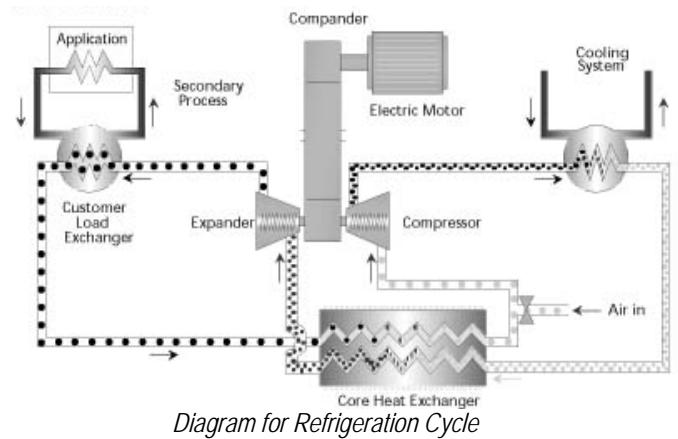 Compander
Application
Cooling
System
Secondary
Process
Electric Motor
Customer
Load
Exchanger
Expander
Compressor
Air in
Core Heat Exchanger
Diagram for Refrigeration Cycle